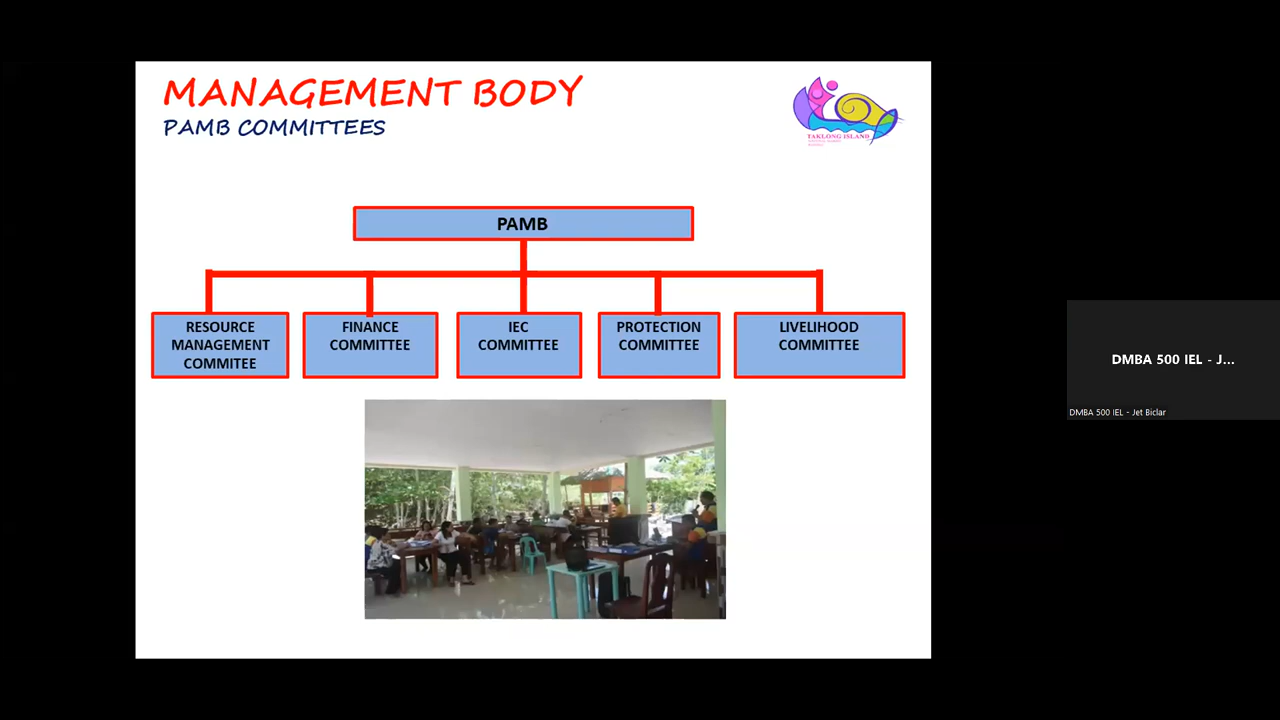 MANAGEMENT BODY
PAMB COMMITTEES
TAKLONG ISLAND
PAMB
RESOURCE
MANAGEMENT
COMMITEE
FINANCE
COMMITTEE
IEC
COMMITTEE
PROTECTION
COMMITTEE
LIVELIHOOD
COMMITTEE
DMBA 500 IEL - J...
DMBA 500 IEL - Jet Biclar